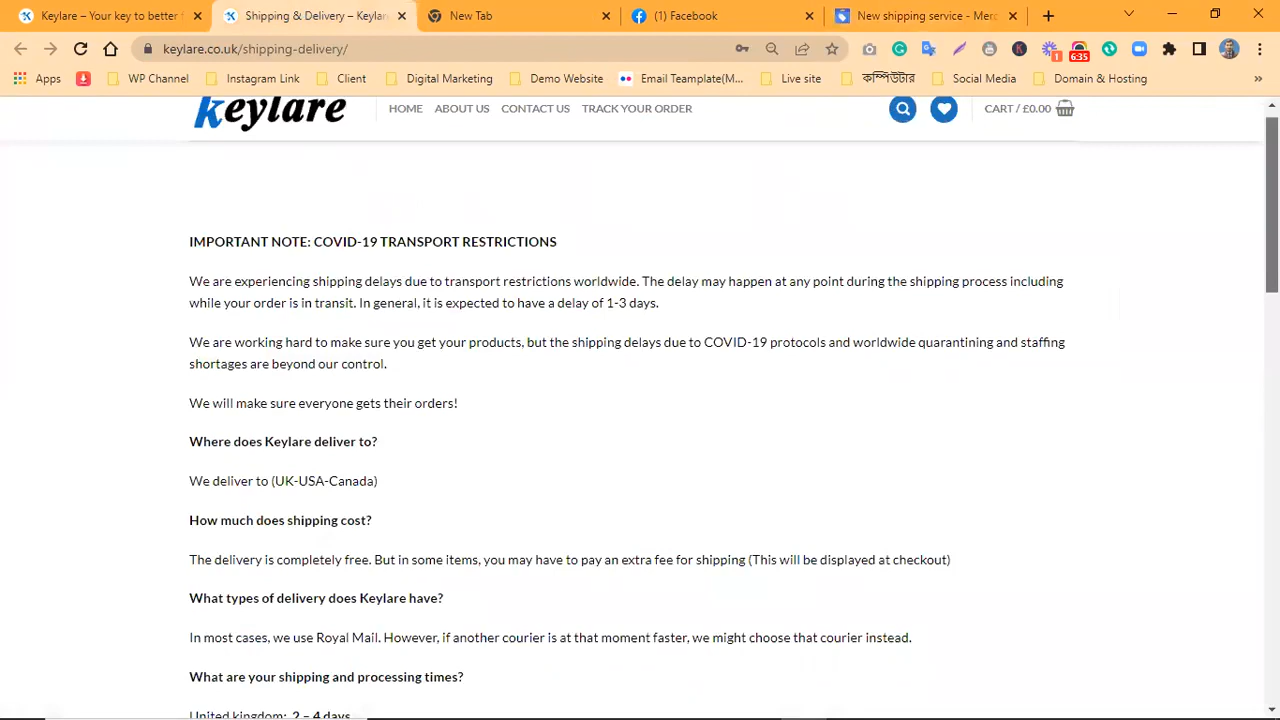 Keylare – Your key to better f
Shipping & Delivery – Keylare
New Tab
(1) Facebook
New shipping service - Merc
keylare.co.uk/shipping-delivery/
1
6:35
Apps
WP Channel
Instagram Link
Client
Digital Marketing
Demo Website
Email Teamplate[M...
Live site
কম্পিউটার
Social Media
Domain & Hosting
keylare
HOME ABOUT US CONTACT US TRACK YOUR ORDER
CART / £0.00
IMPORTANT NOTE: COVID-19 TRANSPORT RESTRICTIONS
We are experiencing shipping delays due to transport restrictions worldwide. The delay may happen at any point during the shipping process including
while your order is in transit. In general, it is expected to have a delay of 1-3 days.
We are working hard to make sure you get your products, but the shipping delays due to COVID-19 protocols and worldwide quarantining and staffing
shortages are beyond our control.
We will make sure everyone gets their orders!
Where does Keylare deliver to?
We deliver to (UK-USA-Canada)
How much does shipping cost?
The delivery is completely free. But in some items, you may have to pay an extra fee for shipping (This will be displayed at checkout)
What types of delivery does Keylare have?
In most cases, we use Royal Mail. However, if another courier is at that moment faster, we might choose that courier instead.
What are your shipping and processing times?
United kingdom: 2 – 4 days